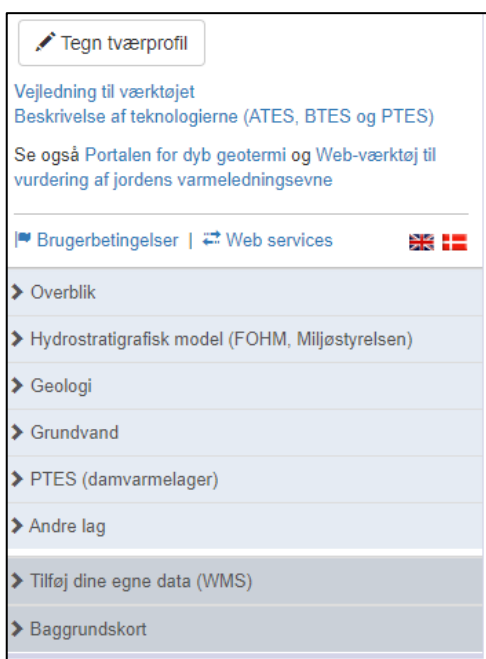 Tegn tværprofil
Vejledning til værktøjet
Beskrivelse af teknologierne (ATES, BTES og PTES)
Se også Portalen for dyb geotermi og Web-værktøj til
vurdering af jordens varmeledningsevne
Brugerbetingelser | Web services
Overblik
Hydrostratigrafisk model (FOHM, Miljøstyrelsen)
Geologi
Grundvand
PTES (damvarmelager)
Andre lag
Tilføj dine egne data (WMS)
Baggrundskort